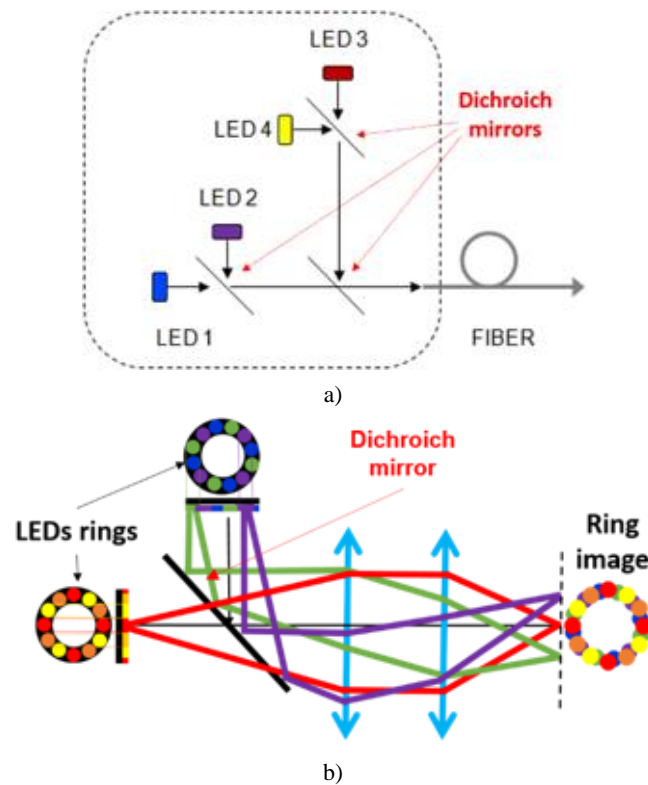 LED 3
LED 4
Dichroich
mirrors
LED 2
LED 1
FIBER
a)
Dichroich
mirror
LEDs rings
Ring
image
b)